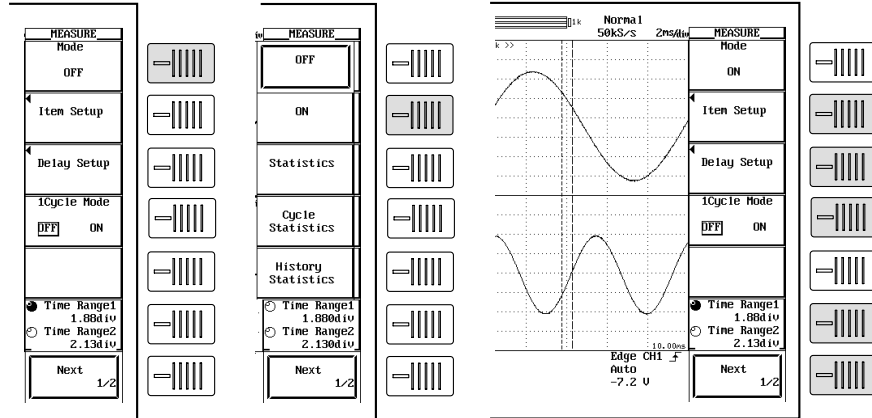 MEASURE
Mode
OFF
Item Setup
Delay Setup
1Cycle Mode
OFF ON
Time Range1
1.88div
Time Range2
2.13div
Next
1/2
MEASURE
OFF
ON
Statistics
Cycle
Statistics
History
Statistics
Time Range1
1.880div
Time Range2
2.130div
Next
1/2
1k
Normal
50kS/s 2ms/div
k >>
10.00ms
Edge CH1
Auto
-7.2 V
MEASURE
Mode
ON
Item Setup
Delay Setup
1Cycle Mode
OFF ON
Time Range1
1.88div
Time Range2
2.13div
Next
1/2